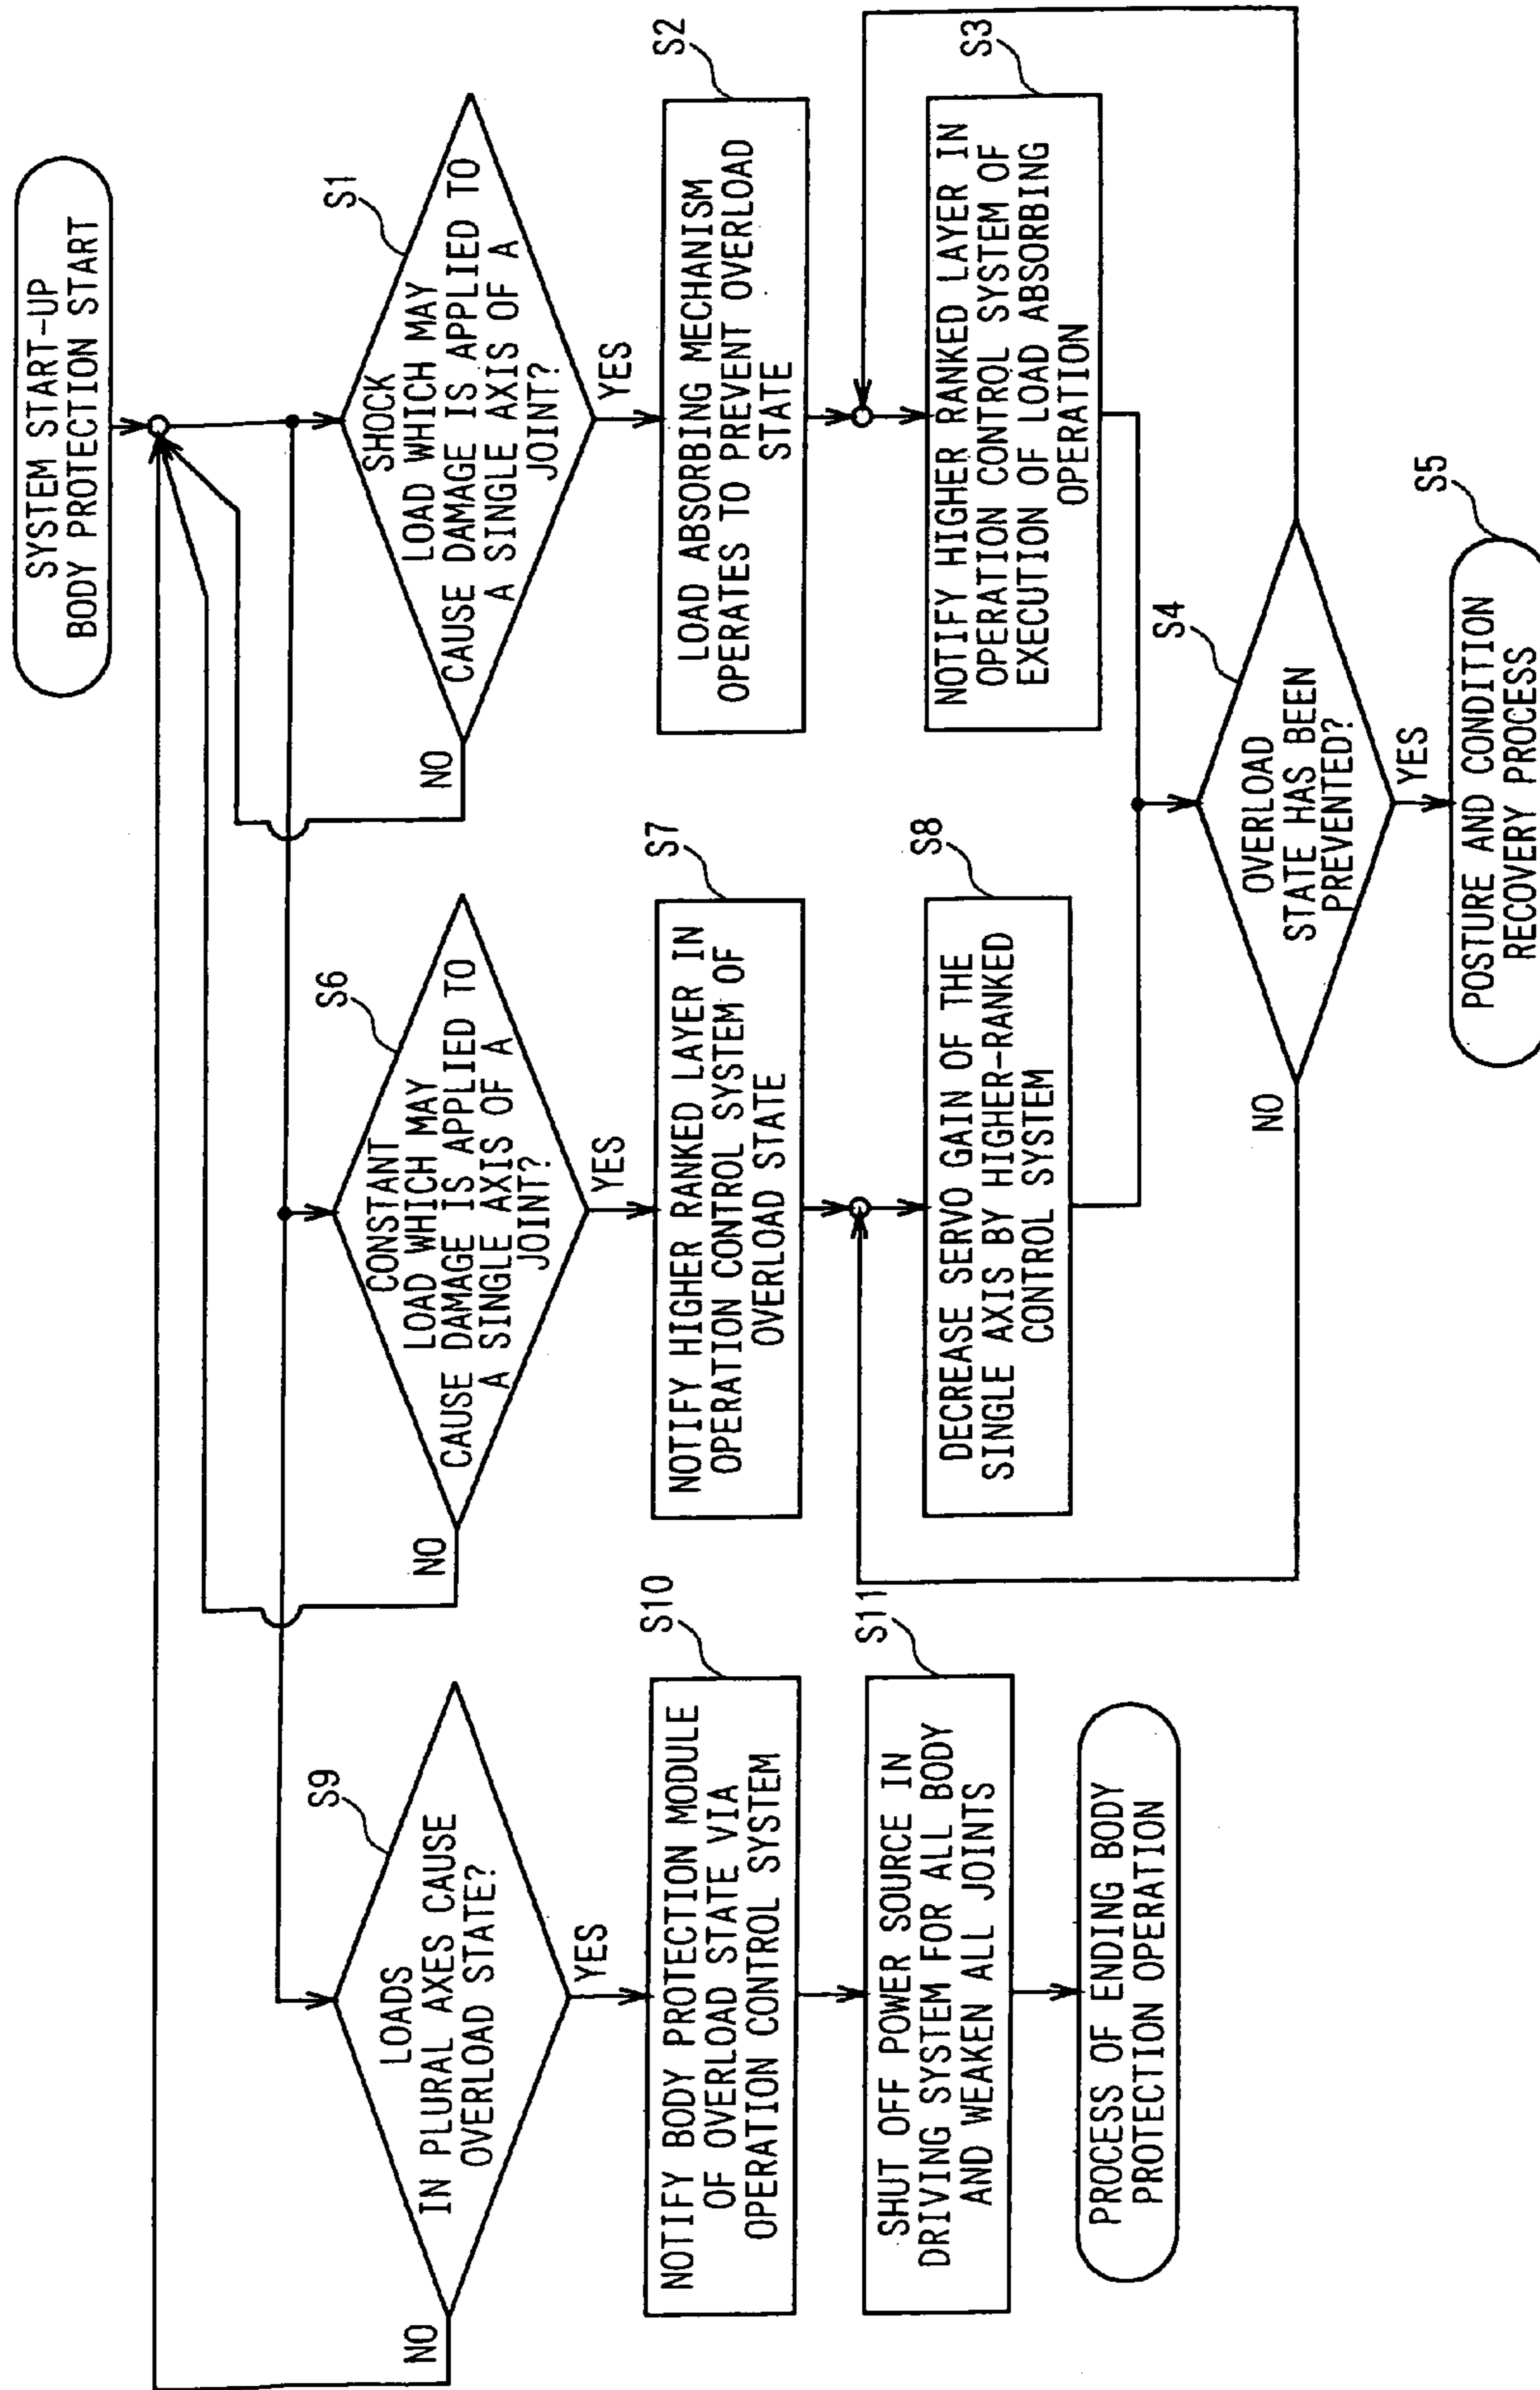 SYSTEM START-UP
BODY PROTECTION START
S1
SHOCK
LOAD WHICH MAY
CAUSE DAMAGE IS APPLIED TO
A SINGLE AXIS OF A
JOINT?
NO
YES
S2
LOAD ABSORBING MECHANISM
OPERATES TO PREVENT OVERLOAD
STATE
S3
NOTIFY HIGHER RANKED LAYER IN
OPERATION CONTROL SYSTEM OF
EXECUTION OF LOAD ABSORBING
OPERATION
S4
OVERLOAD
STATE HAS BEEN
PREVENTED?
NO
YES
S5
POSTURE AND CONDITION
RECOVERY PROCESS
S6
CONSTANT
LOAD WHICH MAY
CAUSE DAMAGE IS APPLIED TO
A SINGLE AXIS OF A
JOINT?
NO
YES
S7
NOTIFY HIGHER RANKED LAYER IN
OPERATION CONTROL SYSTEM OF
OVERLOAD STATE
S8
DECREASE SERVO GAIN OF THE
SINGLE AXIS BY HIGHER-RANKED
CONTROL SYSTEM
S9
LOADS
IN PLURAL AXES CAUSE
OVERLOAD STATE?
NO
YES
S10
NOTIFY BODY PROTECTION MODULE
OF OVERLOAD STATE VIA
OPERATION CONTROL SYSTEM
S11
SHUT OFF POWER SOURCE IN
DRIVING SYSTEM FOR ALL BODY
AND WEAKEN ALL JOINTS
PROCESS OF ENDING BODY
PROTECTION OPERATION